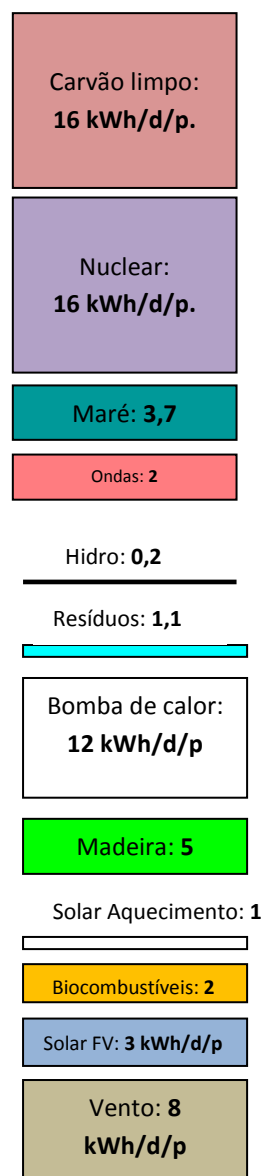 Carvão limpo:
16 kWh/d/p.
Nuclear:
16 kWh/d/p.
Maré: 3,7
Ondas: 2
Hidro: 0,2
Resíduos: 1,1
Bomba de calor:
12 kWh/d/p
Madeira: 5
Solar Aquecimento: 1
Biocombustíveis: 2
Solar FV: 3 kWh/d/p
Vento: 8
kWh/d/p